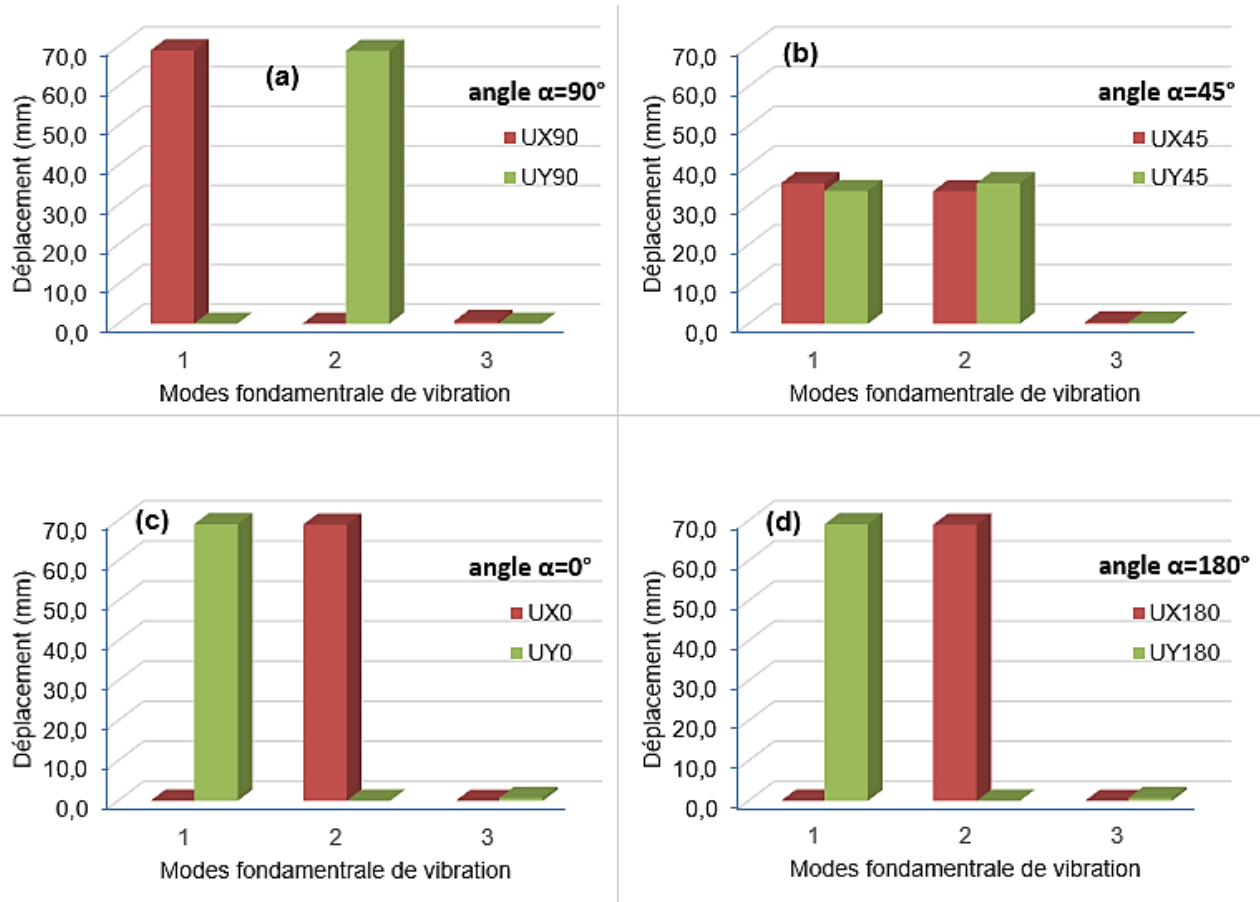 (a)
angle α=90°
UX90
UY90
Déplacement (mm)
70,0
60,0
50,0
40,0
30,0
20,0
10,0
0,0
1 2 3
Modes fondamentrale de vibration
(b)
angle α=45°
UX45
UY45
Déplacement (mm)
70,0
60,0
50,0
40,0
30,0
20,0
10,0
0,0
1 2 3
Modes fondamentrale de vibration
(c)
angle α=0°
UX0
UY0
Déplacement (mm)
70,0
60,0
50,0
40,0
30,0
20,0
10,0
0,0
1 2 3
Modes fondamentrale de vibration
(d)
angle α=180°
UX180
UY180
Déplacement (mm)
70,0
60,0
50,0
40,0
30,0
20,0
10,0
0,0
1 2 3
Modes fondamentrale de vibration